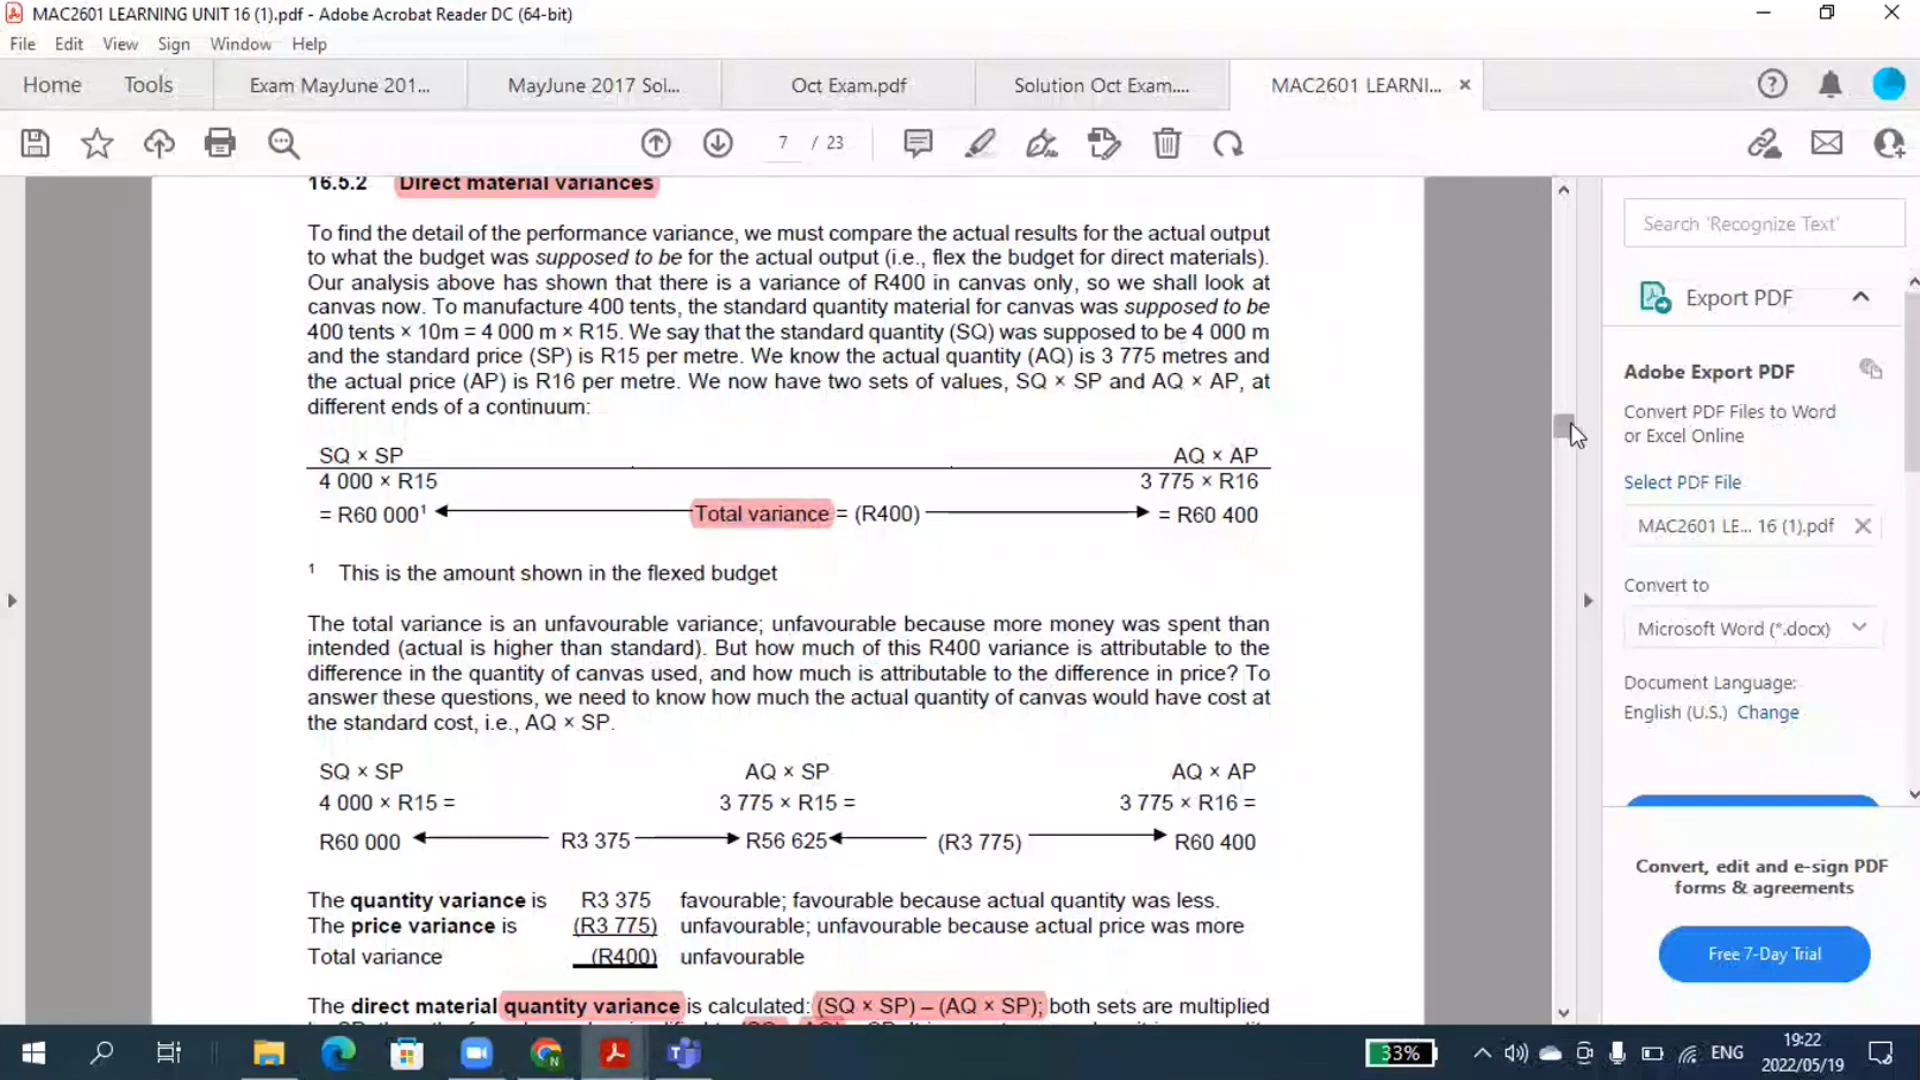 MAC2601 LEARNING UNIT 16 (1).pdf - Adobe Acrobat Reader DC (64-bit)
File Edit View Sign Window Help
Home Tools Exam MayJune 201... MayJune 2017 Sol... Oct Exam.pdf Solution Oct Exam.... MAC2601 LEARNI...
7 / 23
16.5.2 Direct material variances
To find the detail of the performance variance, we must compare the actual results for the actual output
to what the budget was supposed to be for the actual output (i.e., flex the budget for direct materials).
Our analysis above has shown that there is a variance of R400 in canvas only, so we shall look at
canvas now. To manufacture 400 tents, the standard quantity material for canvas was supposed to be
400 tents × 10m = 4 000 m × R15. We say that the standard quantity (SQ) was supposed to be 4 000 m
and the standard price (SP) is R15 per metre. We know the actual quantity (AQ) is 3 775 metres and
the actual price (AP) is R16 per metre. We now have two sets of values, SQ × SP and AQ × AP, at
different ends of a continuum:
SQ × SP AQ × AP
4 000 × R15 3 775 × R16
= R60 000¹ Total variance = (R400) = R60 400
¹ This is the amount shown in the flexed budget
The total variance is an unfavourable variance; unfavourable because more money was spent than
intended (actual is higher than standard). But how much of this R400 variance is attributable to the
difference in the quantity of canvas used, and how much is attributable to the difference in price? To
answer these questions, we need to know how much the actual quantity of canvas would have cost at
the standard cost, i.e., AQ × SP.
SQ × SP AQ × SP AQ × AP
4 000 × R15 = 3 775 × R15 = 3 775 × R16 =
R60 000 R3 375 R56 625 (R3 775) R60 400
The quantity variance is R3 375 favourable; favourable because actual quantity was less.
The price variance is (R3 775) unfavourable; unfavourable because actual price was more
Total variance (R400) unfavourable
The direct material quantity variance is calculated: (SQ × SP) – (AQ × SP); both sets are multiplied
Search 'Recognize Text'
Export PDF
Adobe Export PDF
Convert PDF Files to Word
or Excel Online
Select PDF File
MAC2601 LE... 16 (1).pdf
Convert to
Microsoft Word (*.docx)
Document Language:
English (U.S.) Change
Convert, edit and e-sign PDF
forms & agreements
Free 7-Day Trial
33% ENG
19:22
2022/05/19